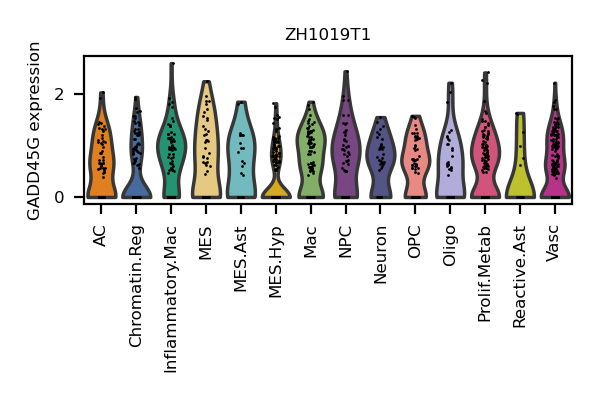 ZH1019T1
GADD45G expression
2
0
AC
Chromatin.Reg
Inflammatory.Mac
MES
MES.Ast
MES.Hyp
Mac
NPC
Neuron
OPC
Oligo
Prolif.Metab
Reactive.Ast
Vasc